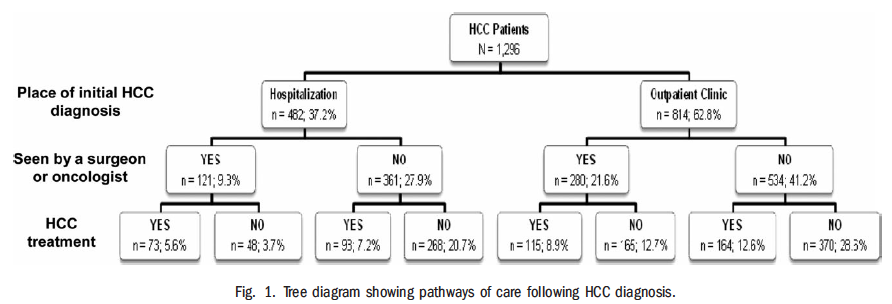 HCC Patients
N = 1,296
Place of initial HCC
diagnosis
Hospitalization
n = 482; 37.2%
Outpatient Clinic
n = 814; 62.8%
Seen by a surgeon
or oncologist
YES
n = 121; 9.3%
NO
n = 361; 27.9%
YES
n = 280; 21.6%
NO
n = 534; 41.2%
HCC
treatment
YES
n = 73; 5.6%
NO
n = 48; 3.7%
YES
n = 93; 7.2%
NO
n = 268; 20.7%
YES
n = 115; 8.9%
NO
n = 165; 12.7%
YES
n = 164; 12.6%
NO
n = 370; 28.6%
Fig. 1. Tree diagram showing pathways of care following HCC diagnosis.